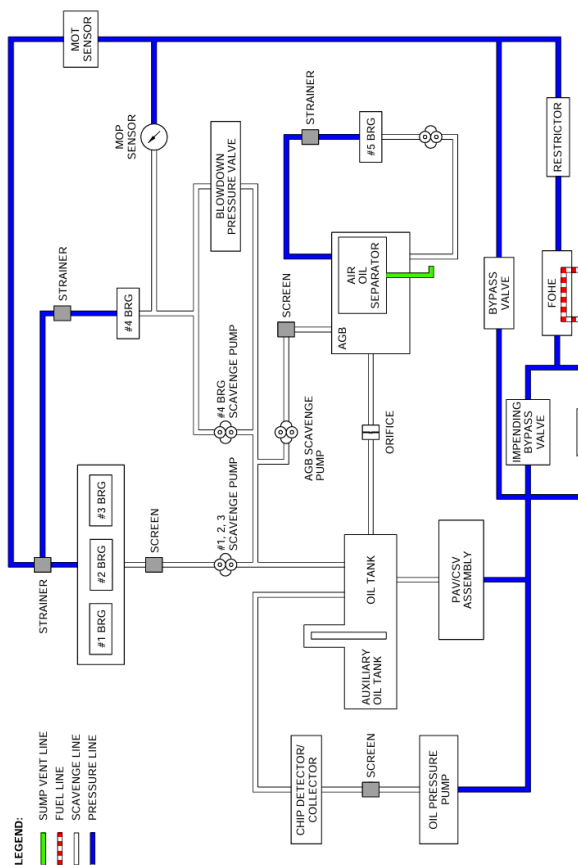 MOT
SENSOR
MOP
SENSOR
STRAINER
#5 BRG
BLOWDOWN
PRESSURE VALVE
RESTRICTOR
STRAINER
#4 BRG
AIR
OIL
SEPARATOR
AGB
SCREEN
BYPASS
VALVE
FOHE
#4 BRG
SCAVENGE PUMP
AGB SCAVENGE
PUMP
ORIFICE
IMPENDING
BYPASS
VALVE
#3 BRG
#2 BRG
#1 BRG
STRAINER
SCREEN
#1, 2, 3
SCAVENGE PUMP
OIL TANK
AUXILIARY
OIL TANK
PAV/CSV
ASSEMBLY
CHIP DETECTOR/
COLLECTOR
SCREEN
OIL PRESSURE
PUMP
LEGEND:
SUMP VENT LINE
FUEL LINE
SCAVENGE LINE
PRESSURE LINE